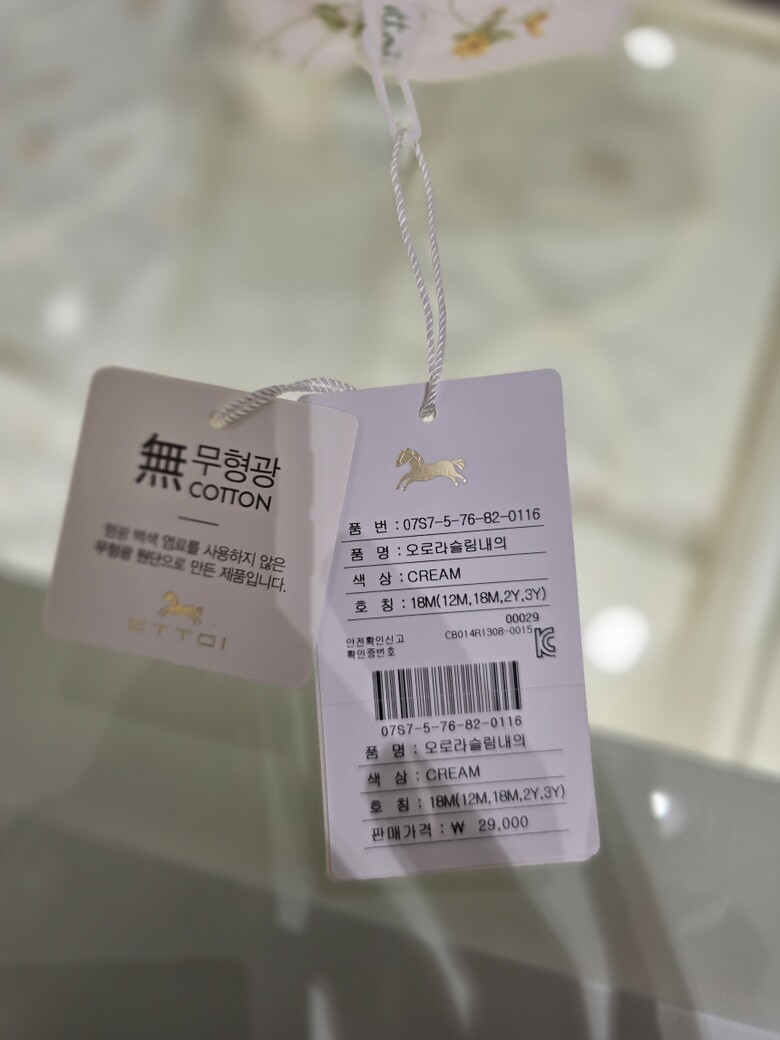 無 무형광
COTTON
형광 백색 염료를 사용하지 않은
무형광 원단으로 만든 제품입니다.
ETTOI
품 번 : 07S7-5-76-82-0116
품 명 : 오로라슬림내의
색 상 : CREAM
호 칭 : 18M(12M,18M,2Y,3Y)
00029
안전확인신고 CB014R1308-0015
확인증번호
07S7-5-76-82-0116
품 명 : 오로라슬림내의
색 상 : CREAM
호 칭 : 18M(12M,18M,2Y,3Y)
판매가격 : ₩ 29,000